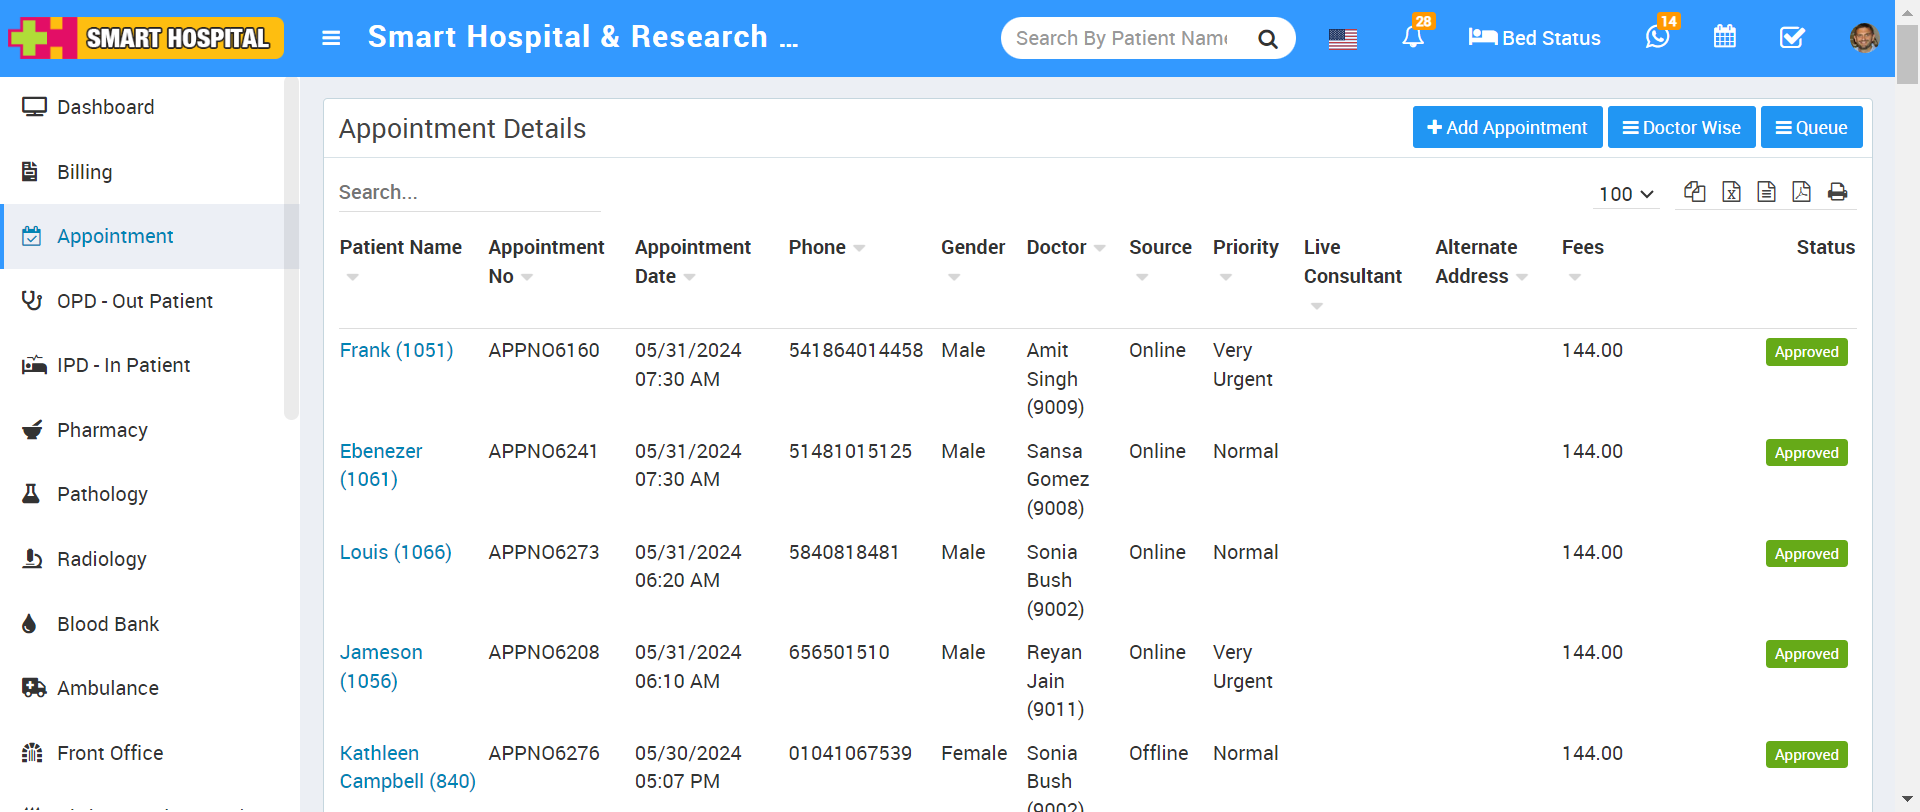 SMART HOSPITAL
Smart Hospital & Research ...
Search By Patient Name
28
Bed Status
14
Dashboard
Billing
Appointment
OPD - Out Patient
IPD - In Patient
Pharmacy
Pathology
Radiology
Blood Bank
Ambulance
Front Office
Appointment Details
Add Appointment
Doctor Wise
Queue
Search...
100
Patient Name Appointment Appointment Phone Gender Doctor Source Priority Live Alternate Fees Status
No Date Consultant Address
Frank (1051) APPNO6160 05/31/2024 541864014458 Male Amit Online Very 144.00 Approved
07:30 AM Singh Urgent
(9009)
Ebenezer APPNO6241 05/31/2024 51481015125 Male Sansa Online Normal 144.00 Approved
(1061) 07:30 AM Gomez
(9008)
Louis (1066) APPNO6273 05/31/2024 5840818481 Male Sonia Online Normal 144.00 Approved
06:20 AM Bush
(9002)
Jameson APPNO6208 05/31/2024 656501510 Male Reyan Online Very 144.00 Approved
(1056) 06:10 AM Jain Urgent
(9011)
Kathleen APPNO6276 05/30/2024 01041067539 Female Sonia Offline Normal 144.00 Approved
Campbell (840) 05:07 PM Bush
(9002)